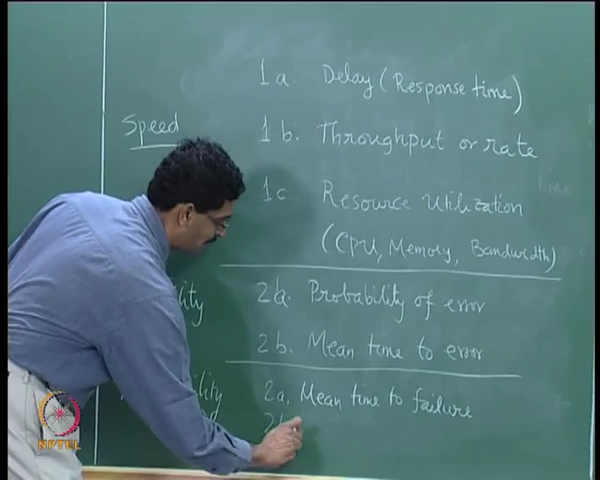 1a. Delay (Response time)
Speed
1b. Throughput or rate
1c Resource Utilization
(CPU, Memory, Bandwidth)
2a. Probability of error
2b. Mean time to error
2a. Mean time to failure
NPTEL